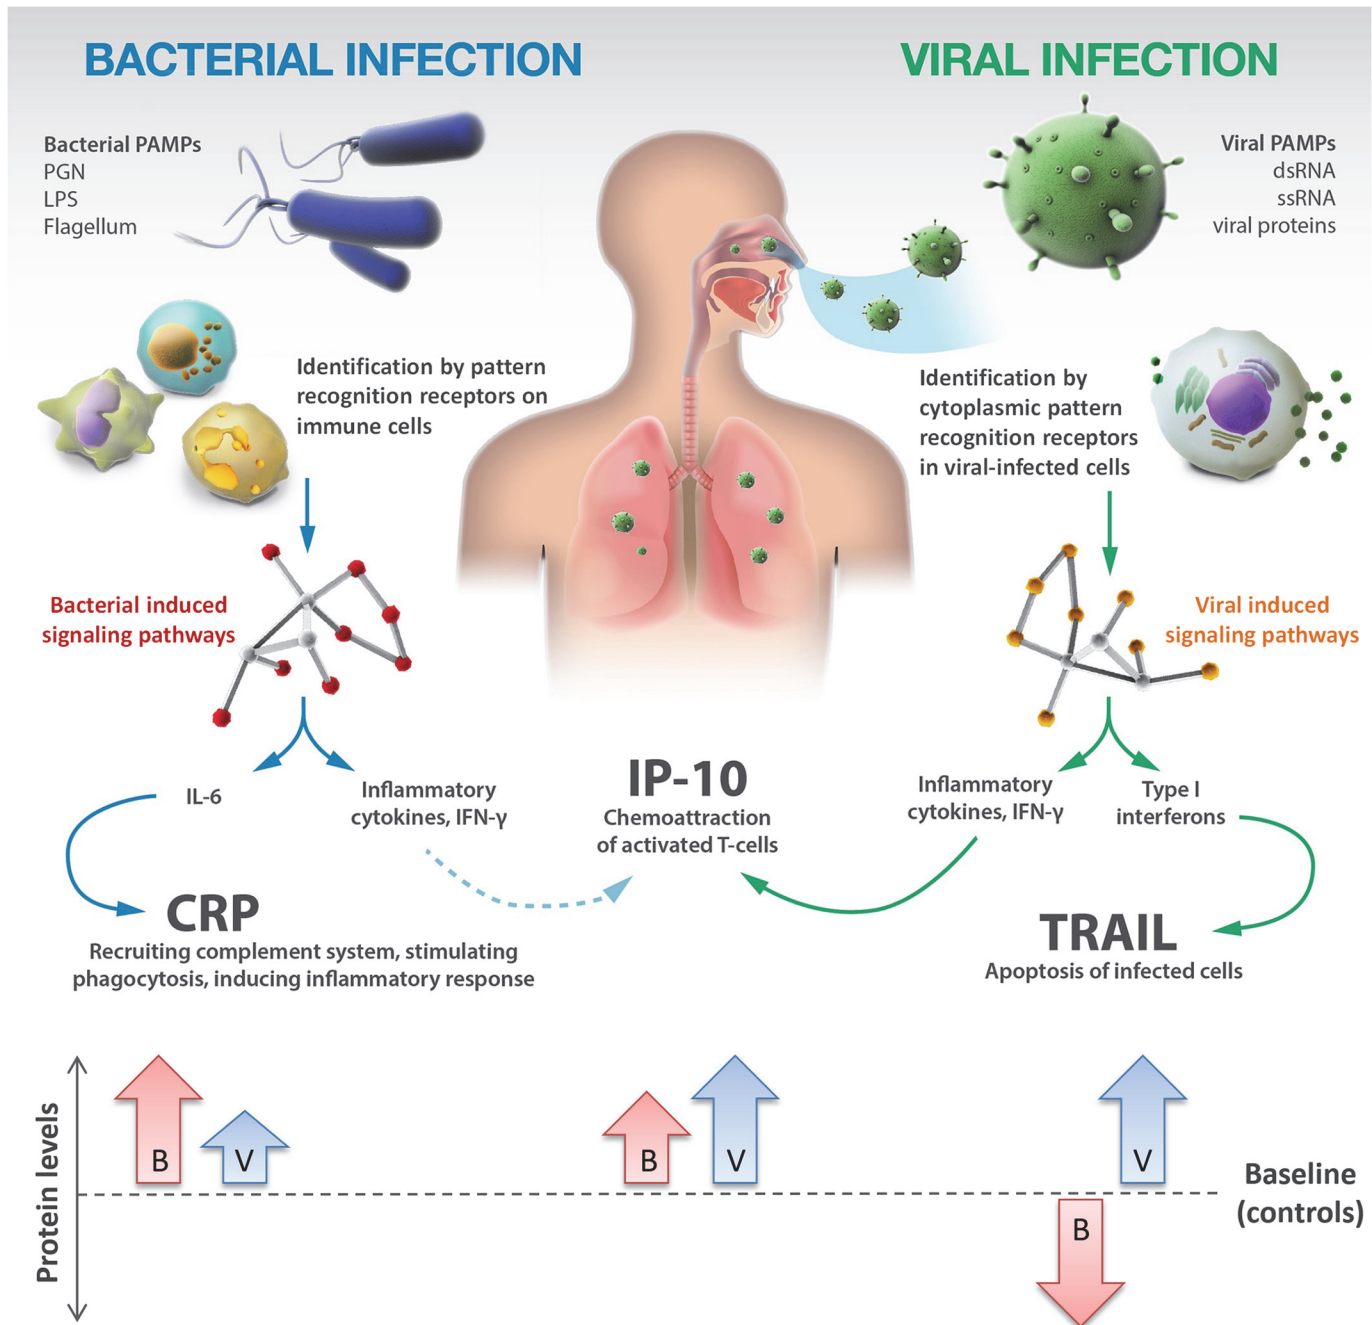 BACTERIAL INFECTION
VIRAL INFECTION
Bacterial PAMPs
PGN
LPS
Flagellum
Viral PAMPs
dsRNA
ssRNA
viral proteins
Identification by pattern
recognition receptors on
immune cells
Identification by
cytoplasmic pattern
recognition receptors
in viral-infected cells
Bacterial induced
signaling pathways
Viral induced
signaling pathways
IL-6
Inflammatory
cytokines, IFN-γ
IP-10
Chemoattraction
of activated T-cells
Inflammatory
cytokines, IFN-γ
Type I
interferons
CRP
Recruiting complement system, stimulating
phagocytosis, inducing inflammatory response
TRAIL
Apoptosis of infected cells
Protein levels
B
V
B
V
V
B
Baseline
(controls)